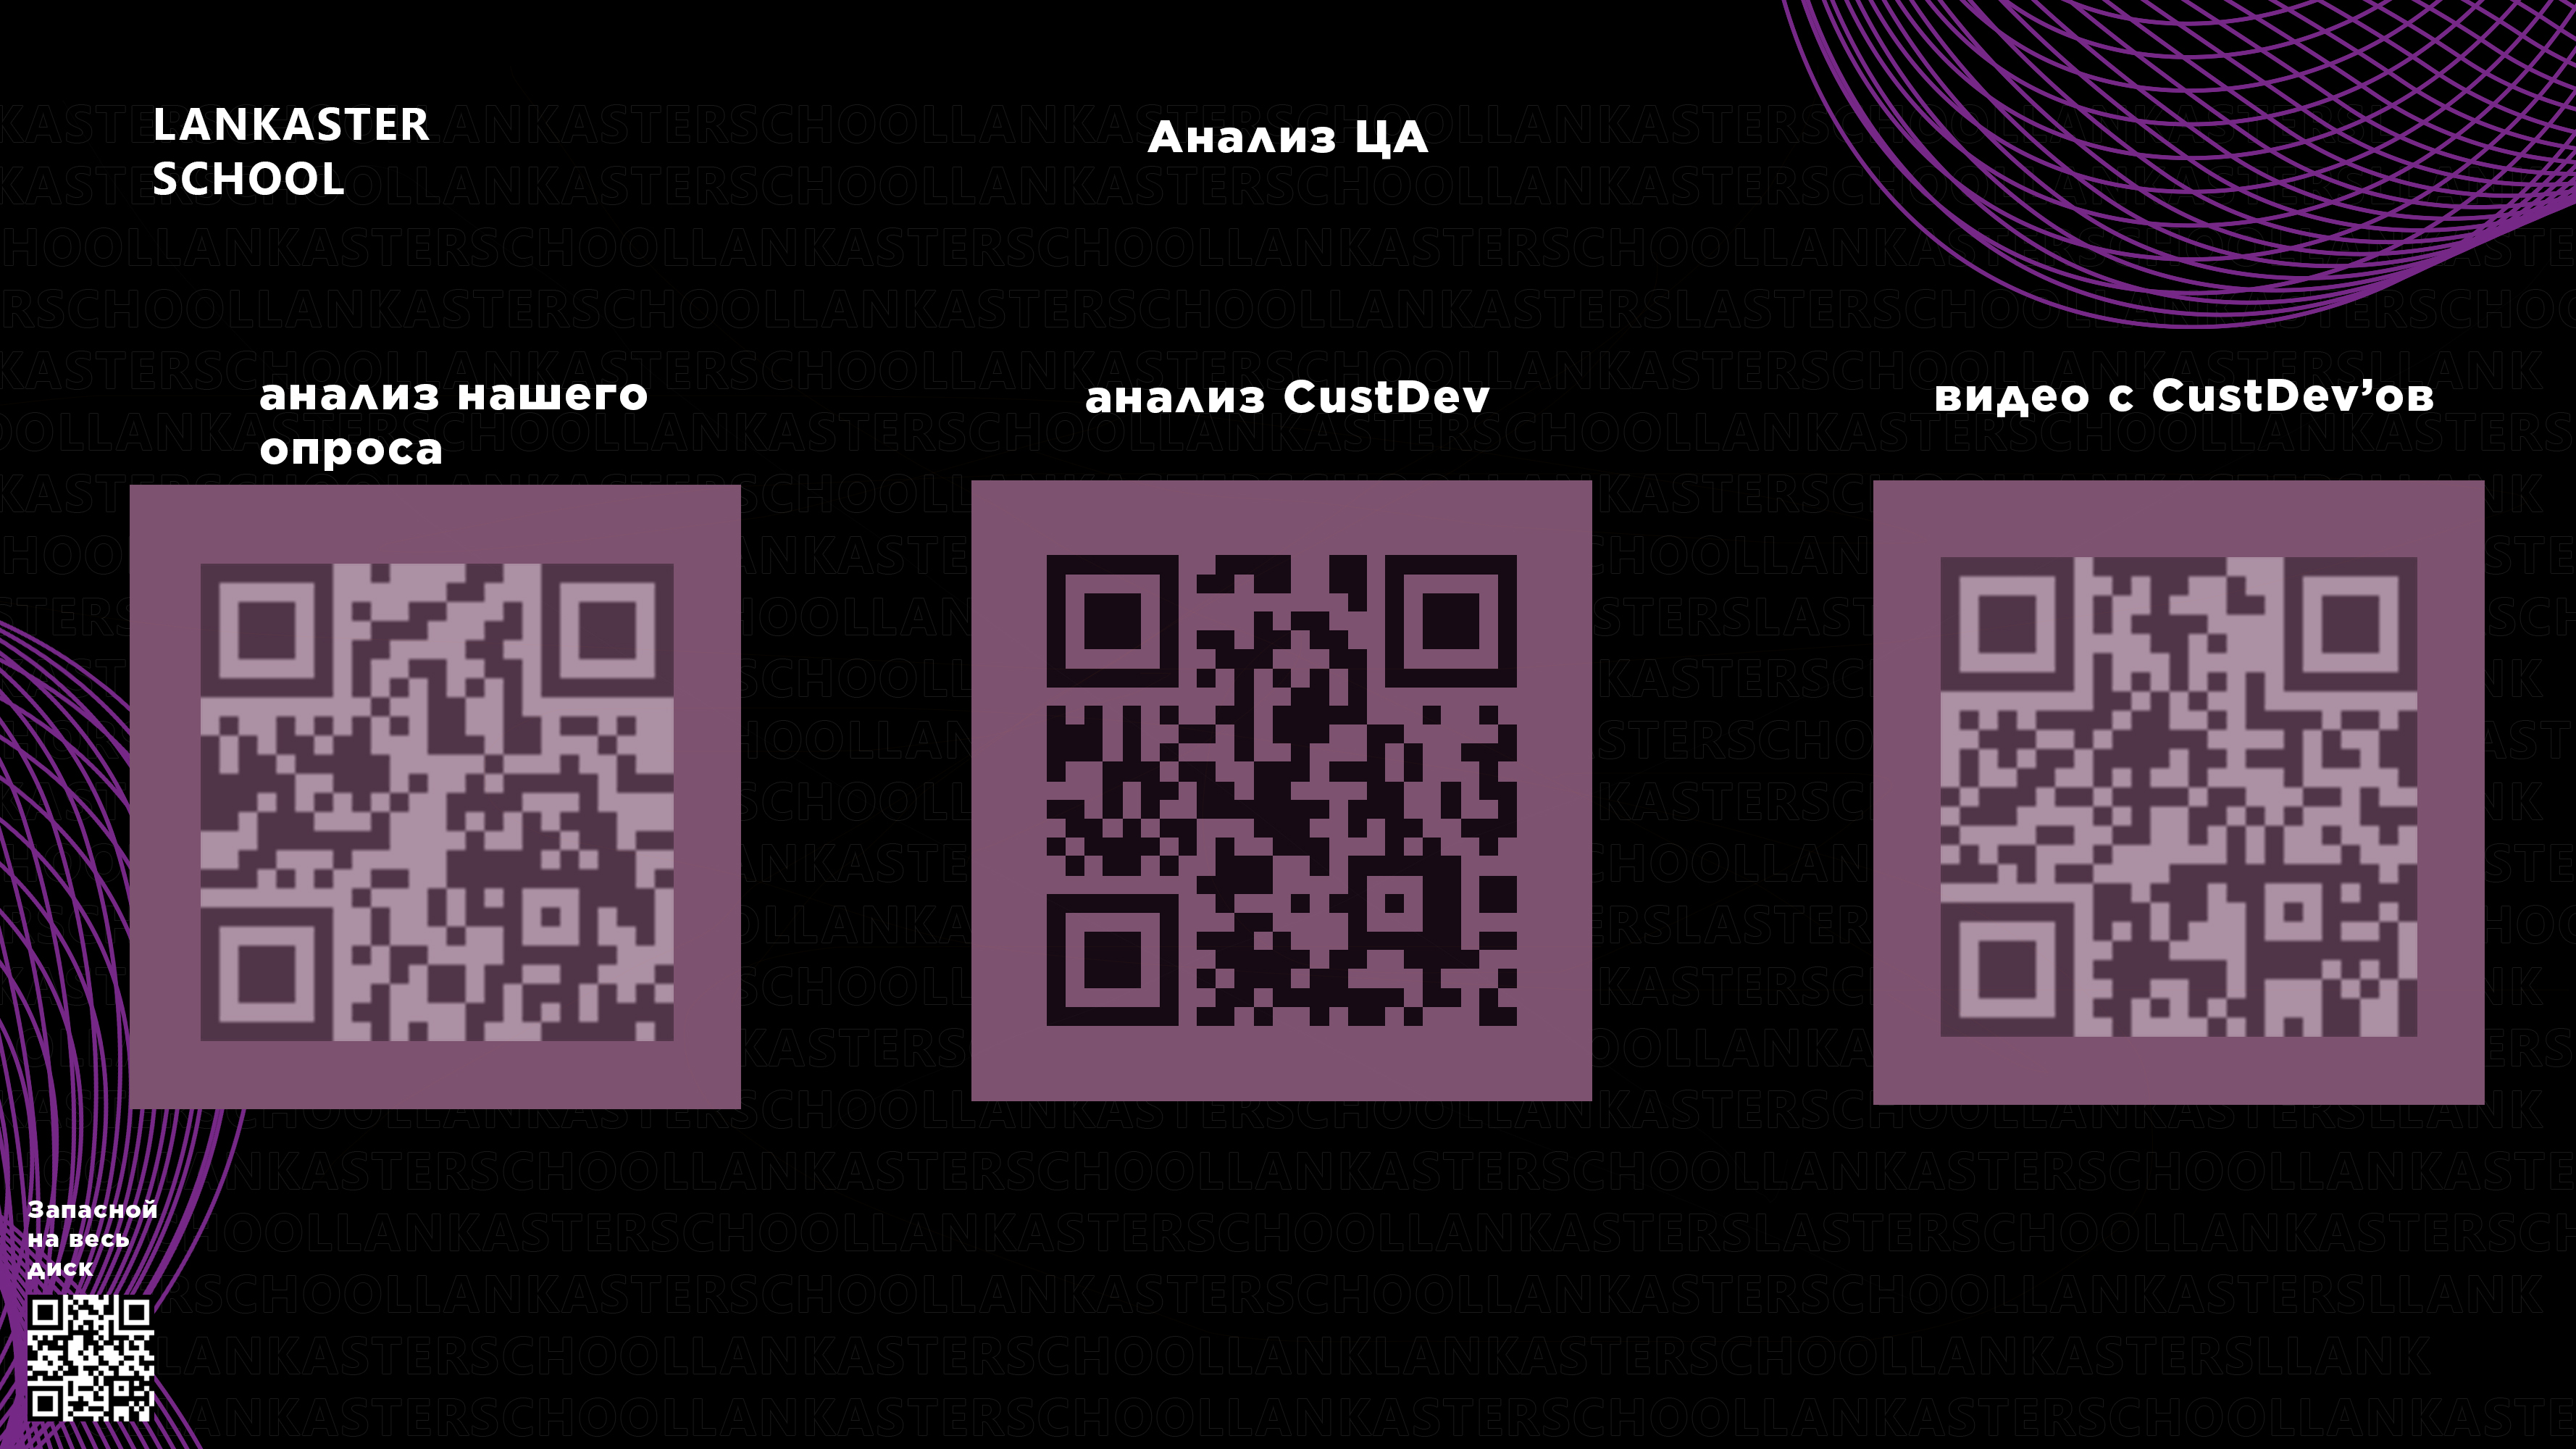 LANKASTER
SCHOOL
Анализ ЦА
анализ нашего
опроса
анализ CustDev
видео с CustDev’ов
Запасной
на весь
диск